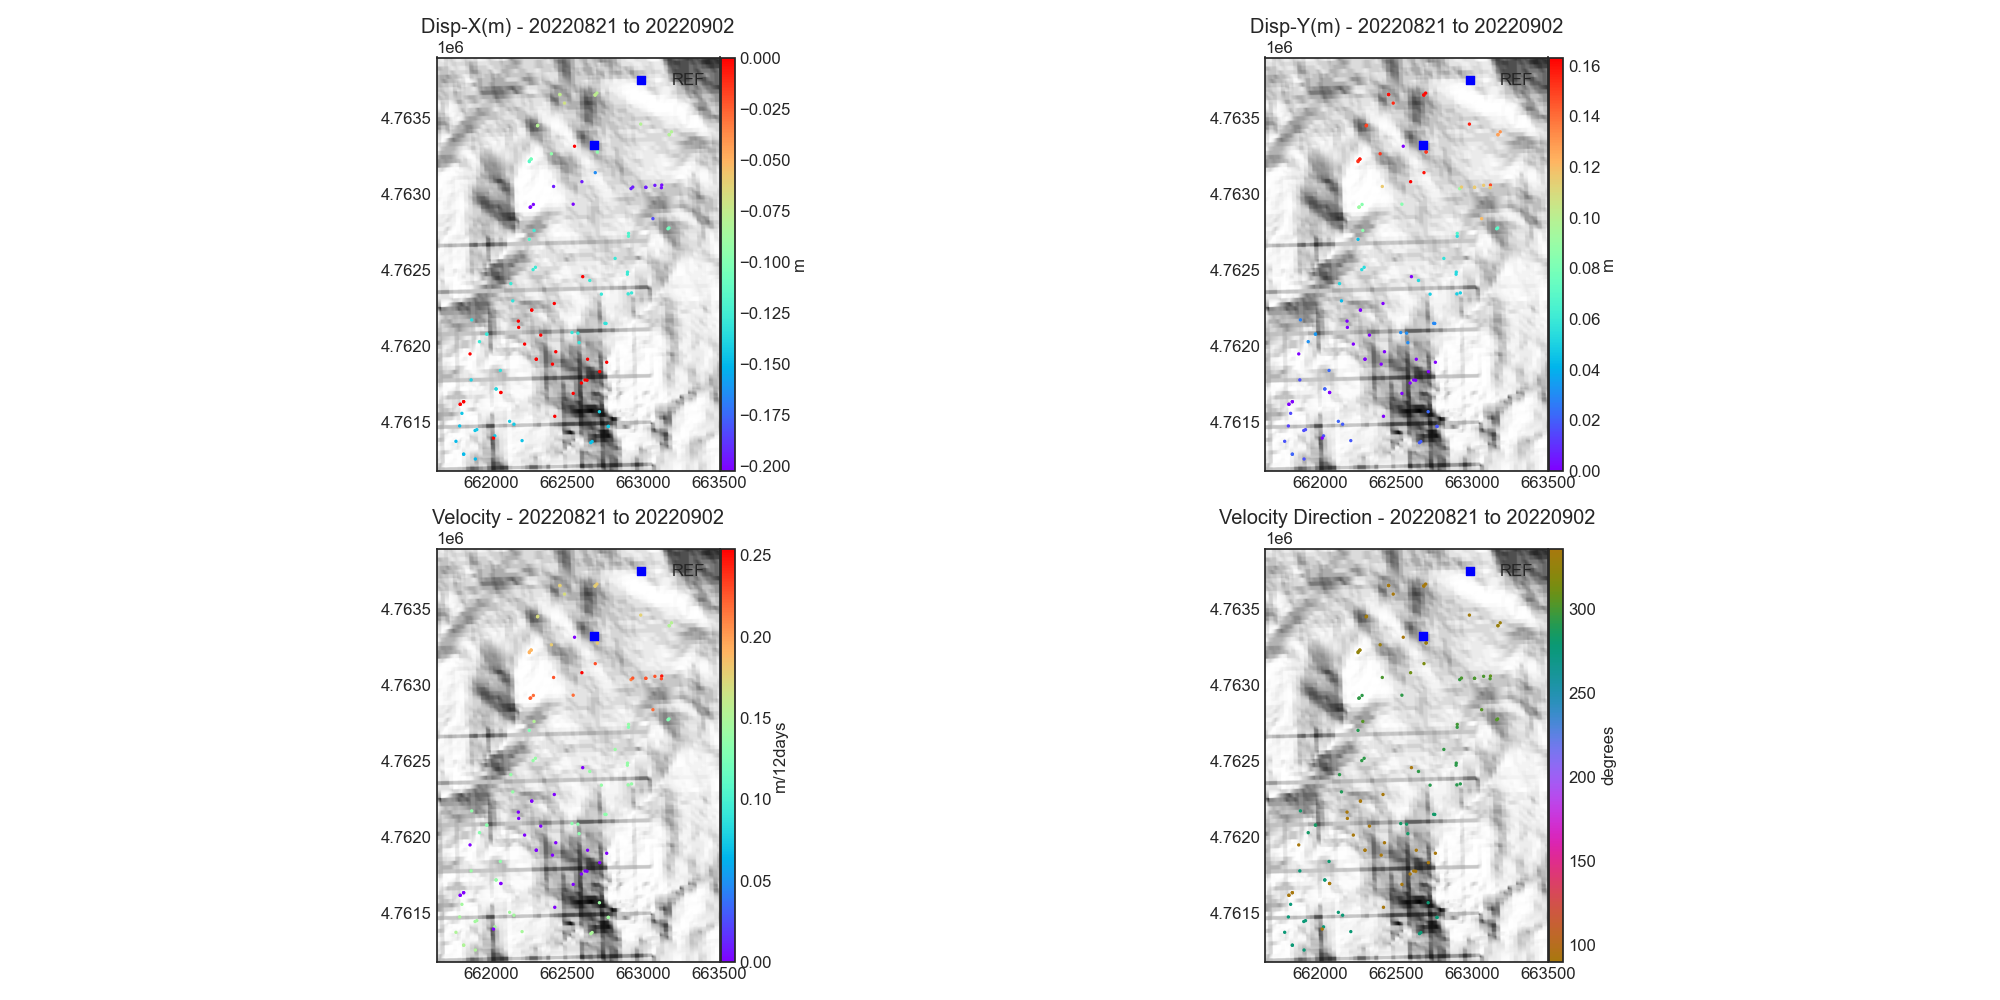 Disp-X(m) - 20220821 to 20220902
1e6
REF
4.7635
4.7630
4.7625
4.7620
4.7615
662000 662500 663000 663500
0.000
−0.025
−0.050
−0.075
−0.100
−0.125
−0.150
−0.175
−0.200
m
Disp-Y(m) - 20220821 to 20220902
1e6
REF
4.7635
4.7630
4.7625
4.7620
4.7615
662000 662500 663000 663500
0.16
0.14
0.12
0.10
0.08
0.06
0.04
0.02
0.00
m
Velocity - 20220821 to 20220902
1e6
REF
4.7635
4.7630
4.7625
4.7620
4.7615
662000 662500 663000 663500
0.25
0.20
0.15
0.10
0.05
0.00
m/12days
Velocity Direction - 20220821 to 20220902
1e6
REF
4.7635
4.7630
4.7625
4.7620
4.7615
662000 662500 663000 663500
300
250
200
150
100
degrees